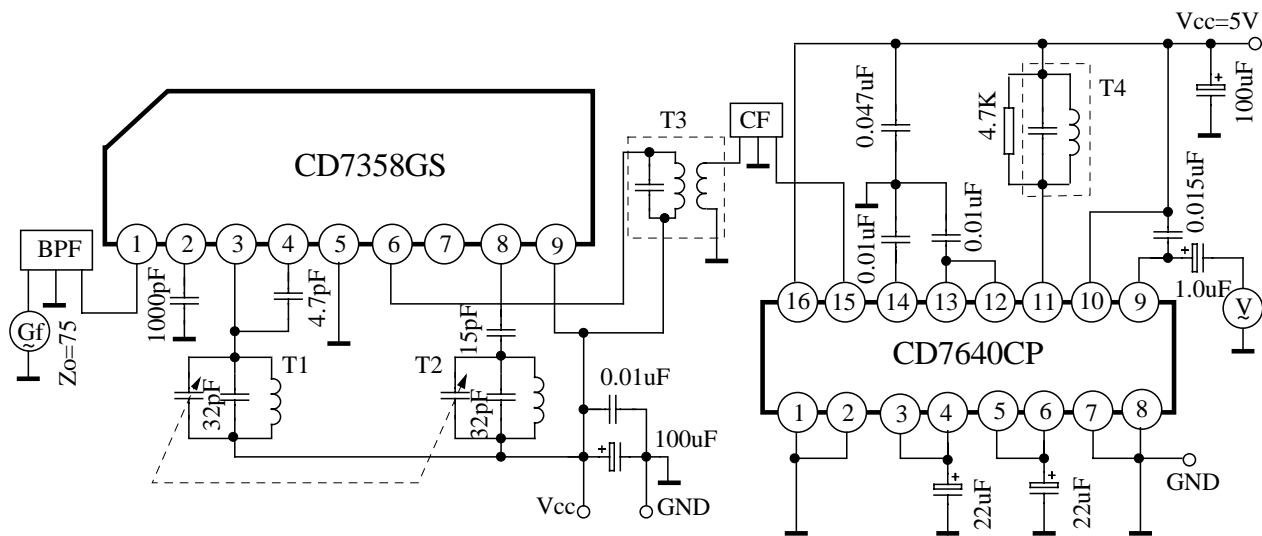 Vcc=5V
T3
CF
0.047uF
4.7K
T4
100uF
CD7358GS
0.015uF
0.01uF
0.01uF
BPF
1
2
3
4
5
6
7
8
9
1000pF
4.7pF
15pF
Gf
~
Zo=75
16
15
14
13
12
11
10
9
1.0uF
V
~
CD7640CP
T1
T2
32pF
32pF
0.01uF
+
100uF
1
2
3
4
5
6
7
8
+
+
+
+
22uF
22uF
GND
Vcc
GND